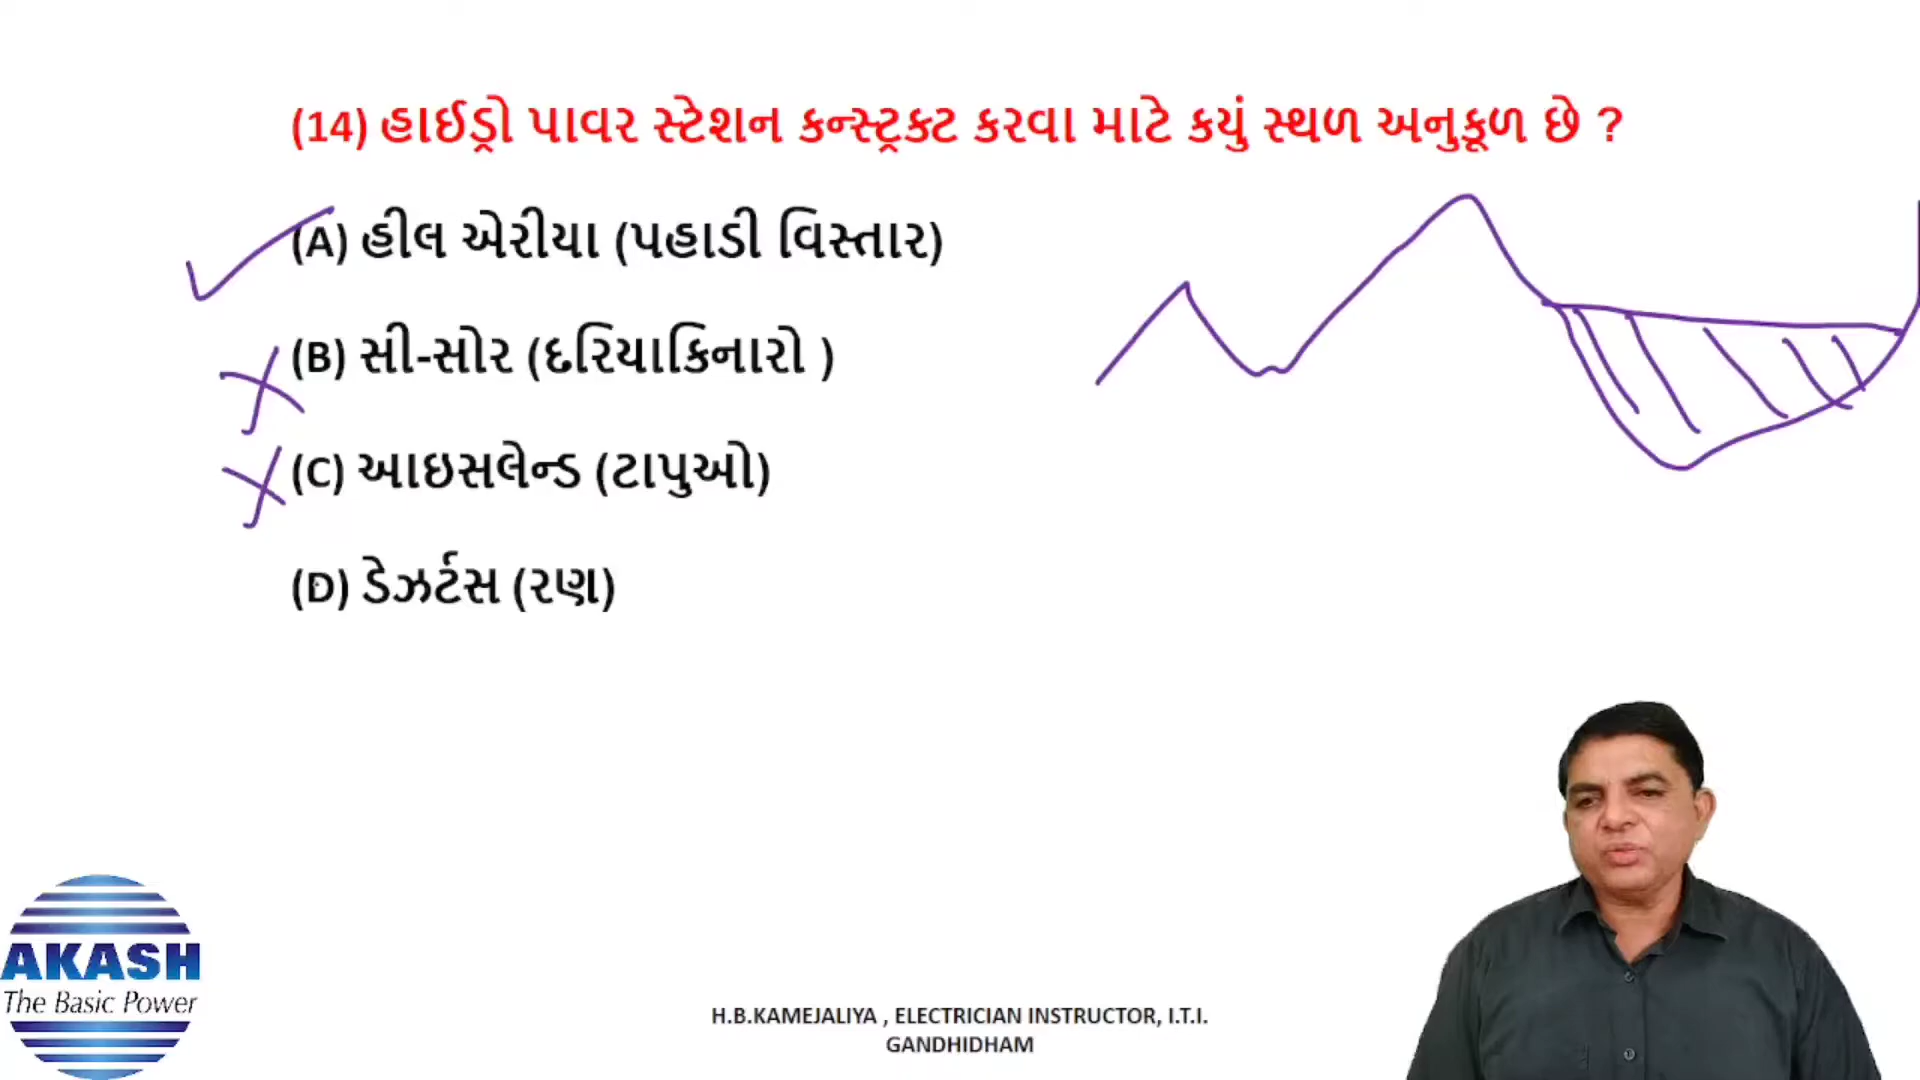 (14) હાઈડ્રો પાવર સ્ટેશન કન્સ્ટ્રક્ટ કરવા માટે કયું સ્થળ અનુકૂળ છે ?
(A) હીલ એરીયા (પહાડી વિસ્તાર)
(B) સી-સોર (દરિયાકિનારો )
(C) આઇસલેન્ડ (ટાપુઓ)
(D) ડેઝર્ટસ (રણ)
AKASH
The Basic Power
H.B.KAMEJALIYA , ELECTRICIAN INSTRUCTOR, I.T.I.
GANDHIDHAM